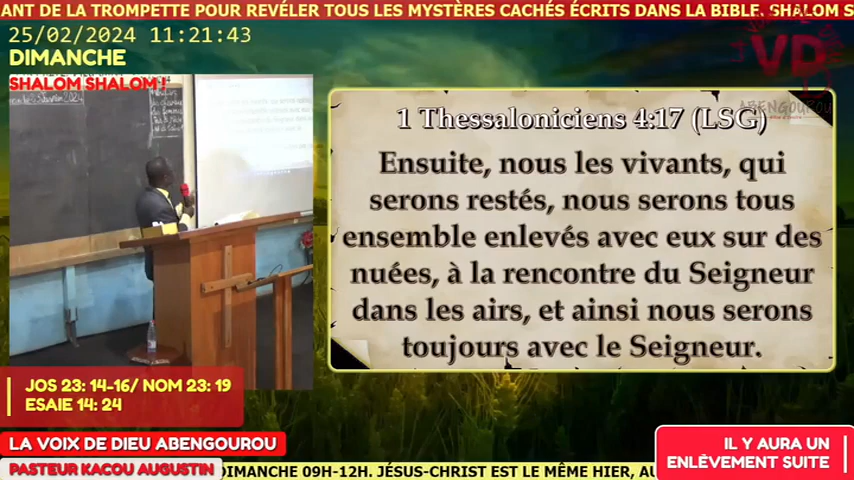 ANT DE LA TROMPETTE POUR REVÉLER TOUS LES MYSTÈRES CACHÉS ÉCRITS DANS LA BIBLE. SHALOM S
25/02/2024 11:21:43
DIMANCHE
SHALOM SHALOM !
VD
ABENGOUROU
1 Thessaloniciens 4:17 (LSG)
Ensuite, nous les vivants, qui
serons restés, nous serons tous
ensemble enlevés avec eux sur des
nuées, à la rencontre du Seigneur
dans les airs, et ainsi nous serons
toujours avec le Seigneur.
JOS 23: 14-16/ NOM 23: 19
ESAIE 14: 24
LA VOIX DE DIEU ABENGOUROU
IL Y AURA UN
ENLÈVEMENT SUITE
PASTEUR KACOU AUGUSTIN
DIMANCHE 09H-12H. JÉSUS-CHRIST EST LE MÊME HIER, AU